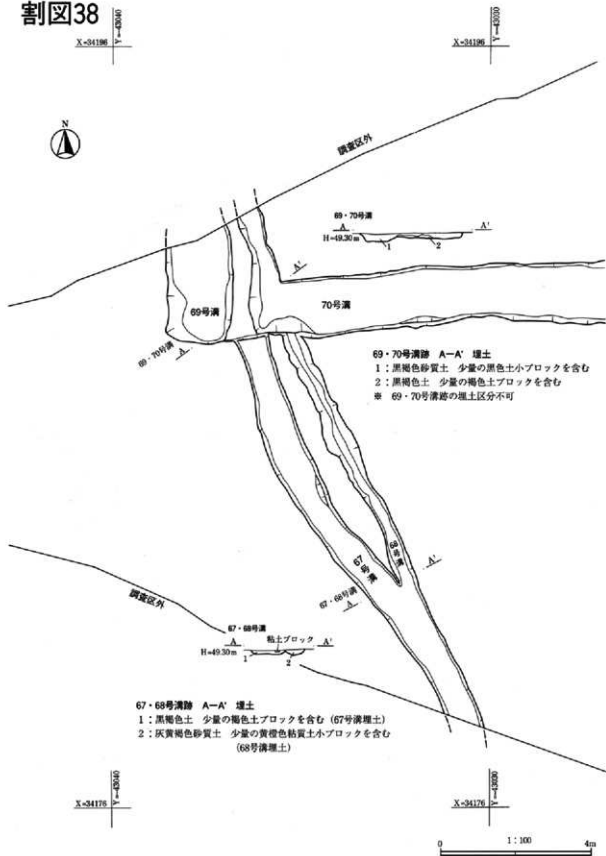 割図38
X=34196
Y=-43040
X=34196
Y=-43030
N
調査区外
69・70号溝
A A'
H=49.30m
1 2
A'
69号溝
70号溝
69・70号溝
A
69・70号溝跡 A-A' 埋土
1：黒褐色砂質土 少量の黒色土小ブロックを含む
2：黒褐色土 少量の褐色土ブロックを含む
※ 69・70号溝跡の埋土区分不可
68号溝
67号溝
A'
67・68号溝
A
調査区外
67・68号溝
A 粘土ブロック A'
H=49.30m
1 2
67・68号溝跡 A-A' 埋土
1：黒褐色土 少量の褐色土ブロックを含む (67号溝埋土)
2：灰黄褐色砂質土 少量の黄橙色粘質土小ブロックを含む
(68号溝埋土)
X=34176
Y=-43040
X=34176
Y=-43030
0 1：100 4m